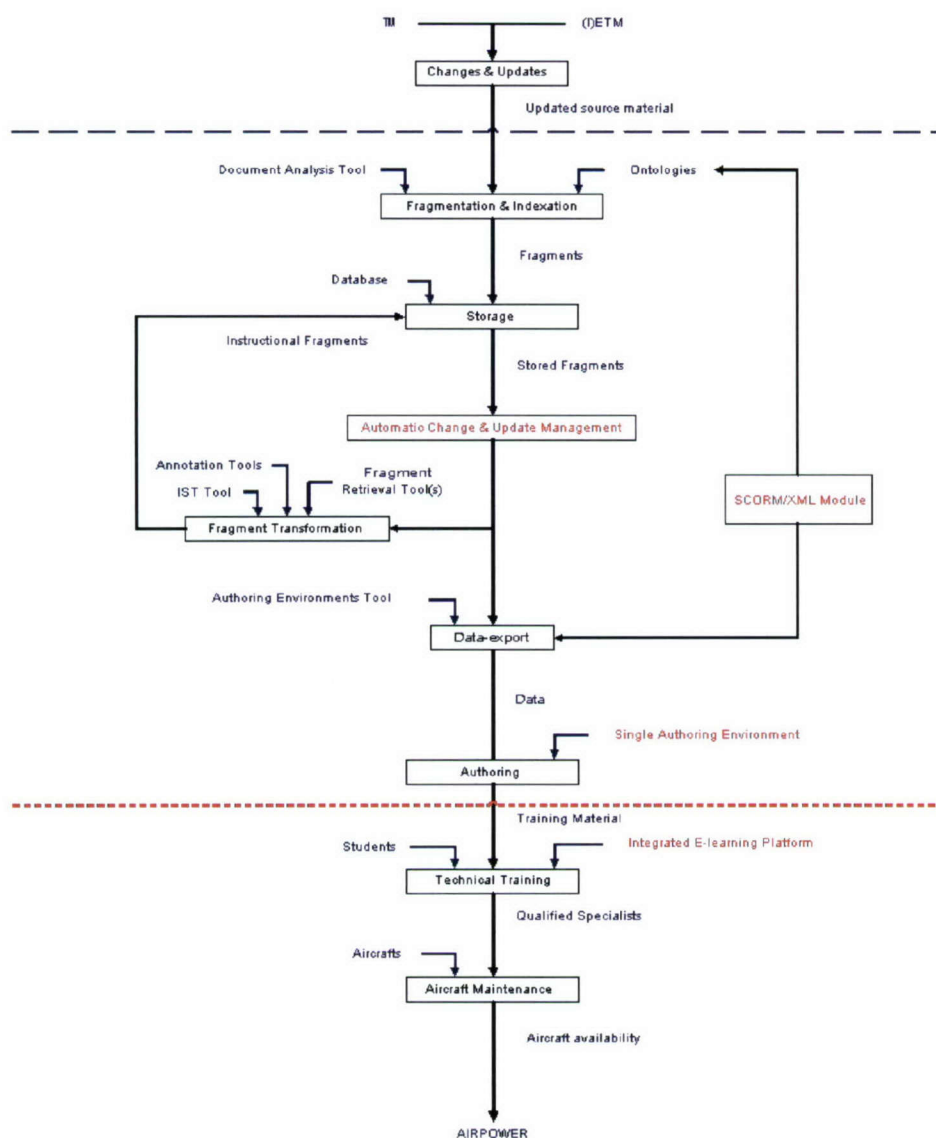 TM
(I)ETM
Changes & Updates
Updated source material
Document Analysis Tool
Ontologies
Fragmentation & Indexation
Fragments
Database
Storage
Instructional Fragments
Stored Fragments
Automatic Change & Update Management
Annotation Tools
Fragment
IST Tool
Retrieval Tool(s)
SCORM/XML Module
Fragment Transformation
Authoring Environments Tool
Data-export
Data
Single Authoring Environment
Authoring
Training Material
Students
Integrated E-learning Platform
Technical Training
Qualified Specialists
Aircrafts
Aircraft Maintenance
Aircraft availability
AIRPOWER